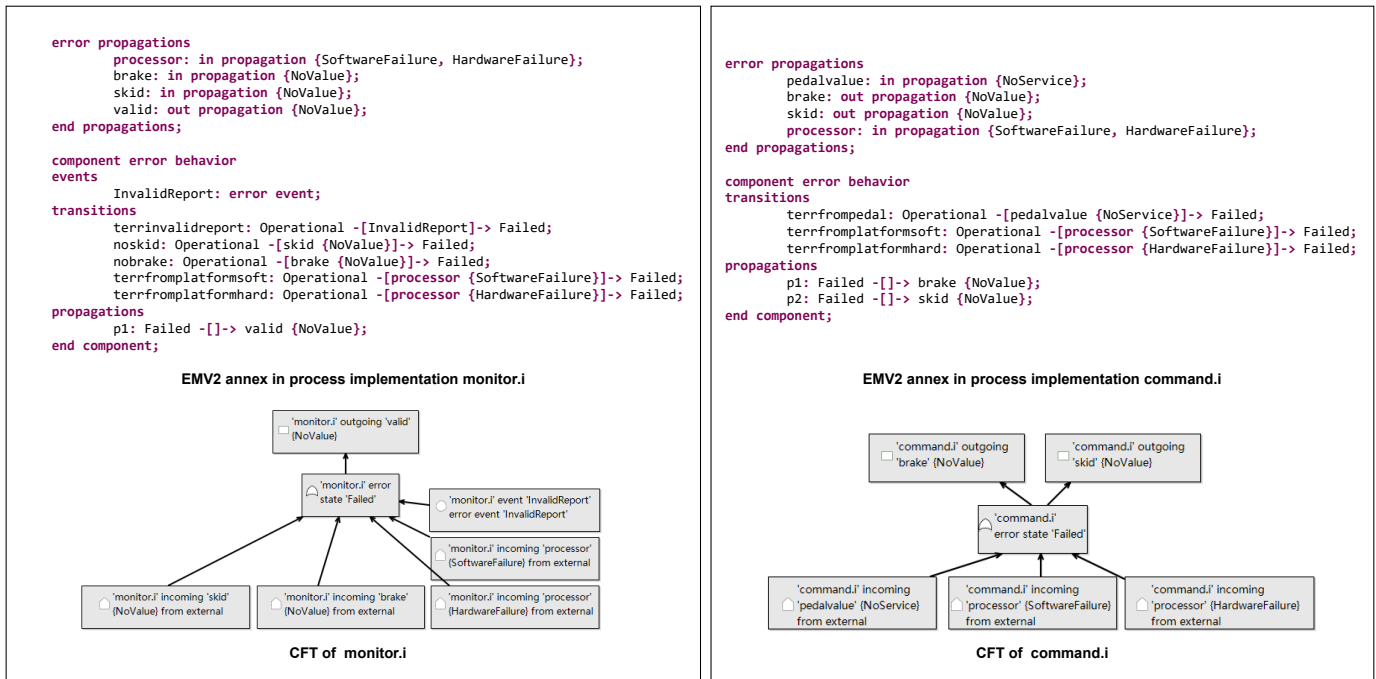 error propagations
processor: in propagation {SoftwareFailure, HardwareFailure};
brake: in propagation {NoValue};
skid: in propagation {NoValue};
valid: out propagation {NoValue};
end propagations;
component error behavior
events
InvalidReport: error event;
transitions
terrinvalidreport: Operational -[InvalidReport]-> Failed;
noskid: Operational -[skid {NoValue}]-> Failed;
nobrake: Operational -[brake {NoValue}]-> Failed;
terrfromplatformsoft: Operational -[processor {SoftwareFailure}]-> Failed;
terrfromplatformhard: Operational -[processor {HardwareFailure}]-> Failed;
propagations
p1: Failed -[]-> valid {NoValue};
end component;
EMV2 annex in process implementation monitor.i
'monitor.i' outgoing 'valid'
{NoValue}
'monitor.i' error
state 'Failed'
'monitor.i' event 'InvalidReport'
error event 'InvalidReport'
'monitor.i' incoming 'processor'
{SoftwareFailure} from external
'monitor.i' incoming 'skid'
{NoValue} from external
'monitor.i' incoming 'brake'
{NoValue} from external
'monitor.i' incoming 'processor'
{HardwareFailure} from external
CFT of monitor.i
error propagations
pedalvalue: in propagation {NoService};
brake: out propagation {NoValue};
skid: out propagation {NoValue};
processor: in propagation {SoftwareFailure, HardwareFailure};
end propagations;
component error behavior
transitions
terrfrompedal: Operational -[pedalvalue {NoService}]-> Failed;
terrfromplatformsoft: Operational -[processor {SoftwareFailure}]-> Failed;
terrfromplatformhard: Operational -[processor {HardwareFailure}]-> Failed;
propagations
p1: Failed -[]-> brake {NoValue};
p2: Failed -[]-> skid {NoValue};
end component;
EMV2 annex in process implementation command.i
'command.i' outgoing
'brake' {NoValue}
'command.i' outgoing
'skid' {NoValue}
'command.i'
error state 'Failed'
'command.i' incoming
'pedalvalue' {NoService}
from external
'command.i' incoming
'processor' {SoftwareFailure}
from external
'command.i' incoming
'processor' {HardwareFailure}
from external
CFT of command.i